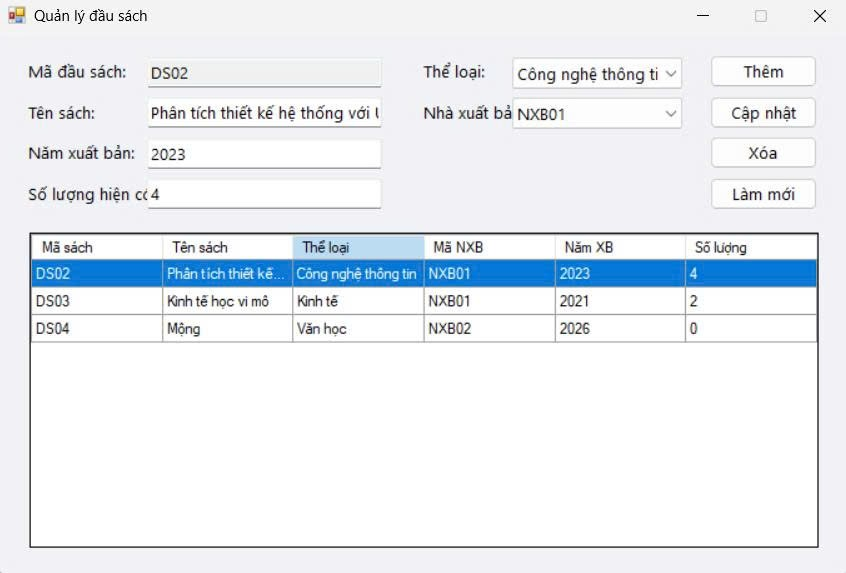 Quản lý đầu sách
Mã đầu sách: DS02 Thể loại: Công nghệ thông ti Thêm
Tên sách: Phân tích thiết kế hệ thống với Nhà xuất bả NXB01 Cập nhật
Năm xuất bản: 2023 Xóa
Số lượng hiện có 4 Làm mới
Mã sách Tên sách Thể loại Mã NXB Năm XB Số lượng
DS02 Phân tích thiết kế... Công nghệ thông tin NXB01 2023 4
DS03 Kinh tế học vi mô Kinh tế NXB01 2021 2
DS04 Mộng Văn học NXB02 2026 0